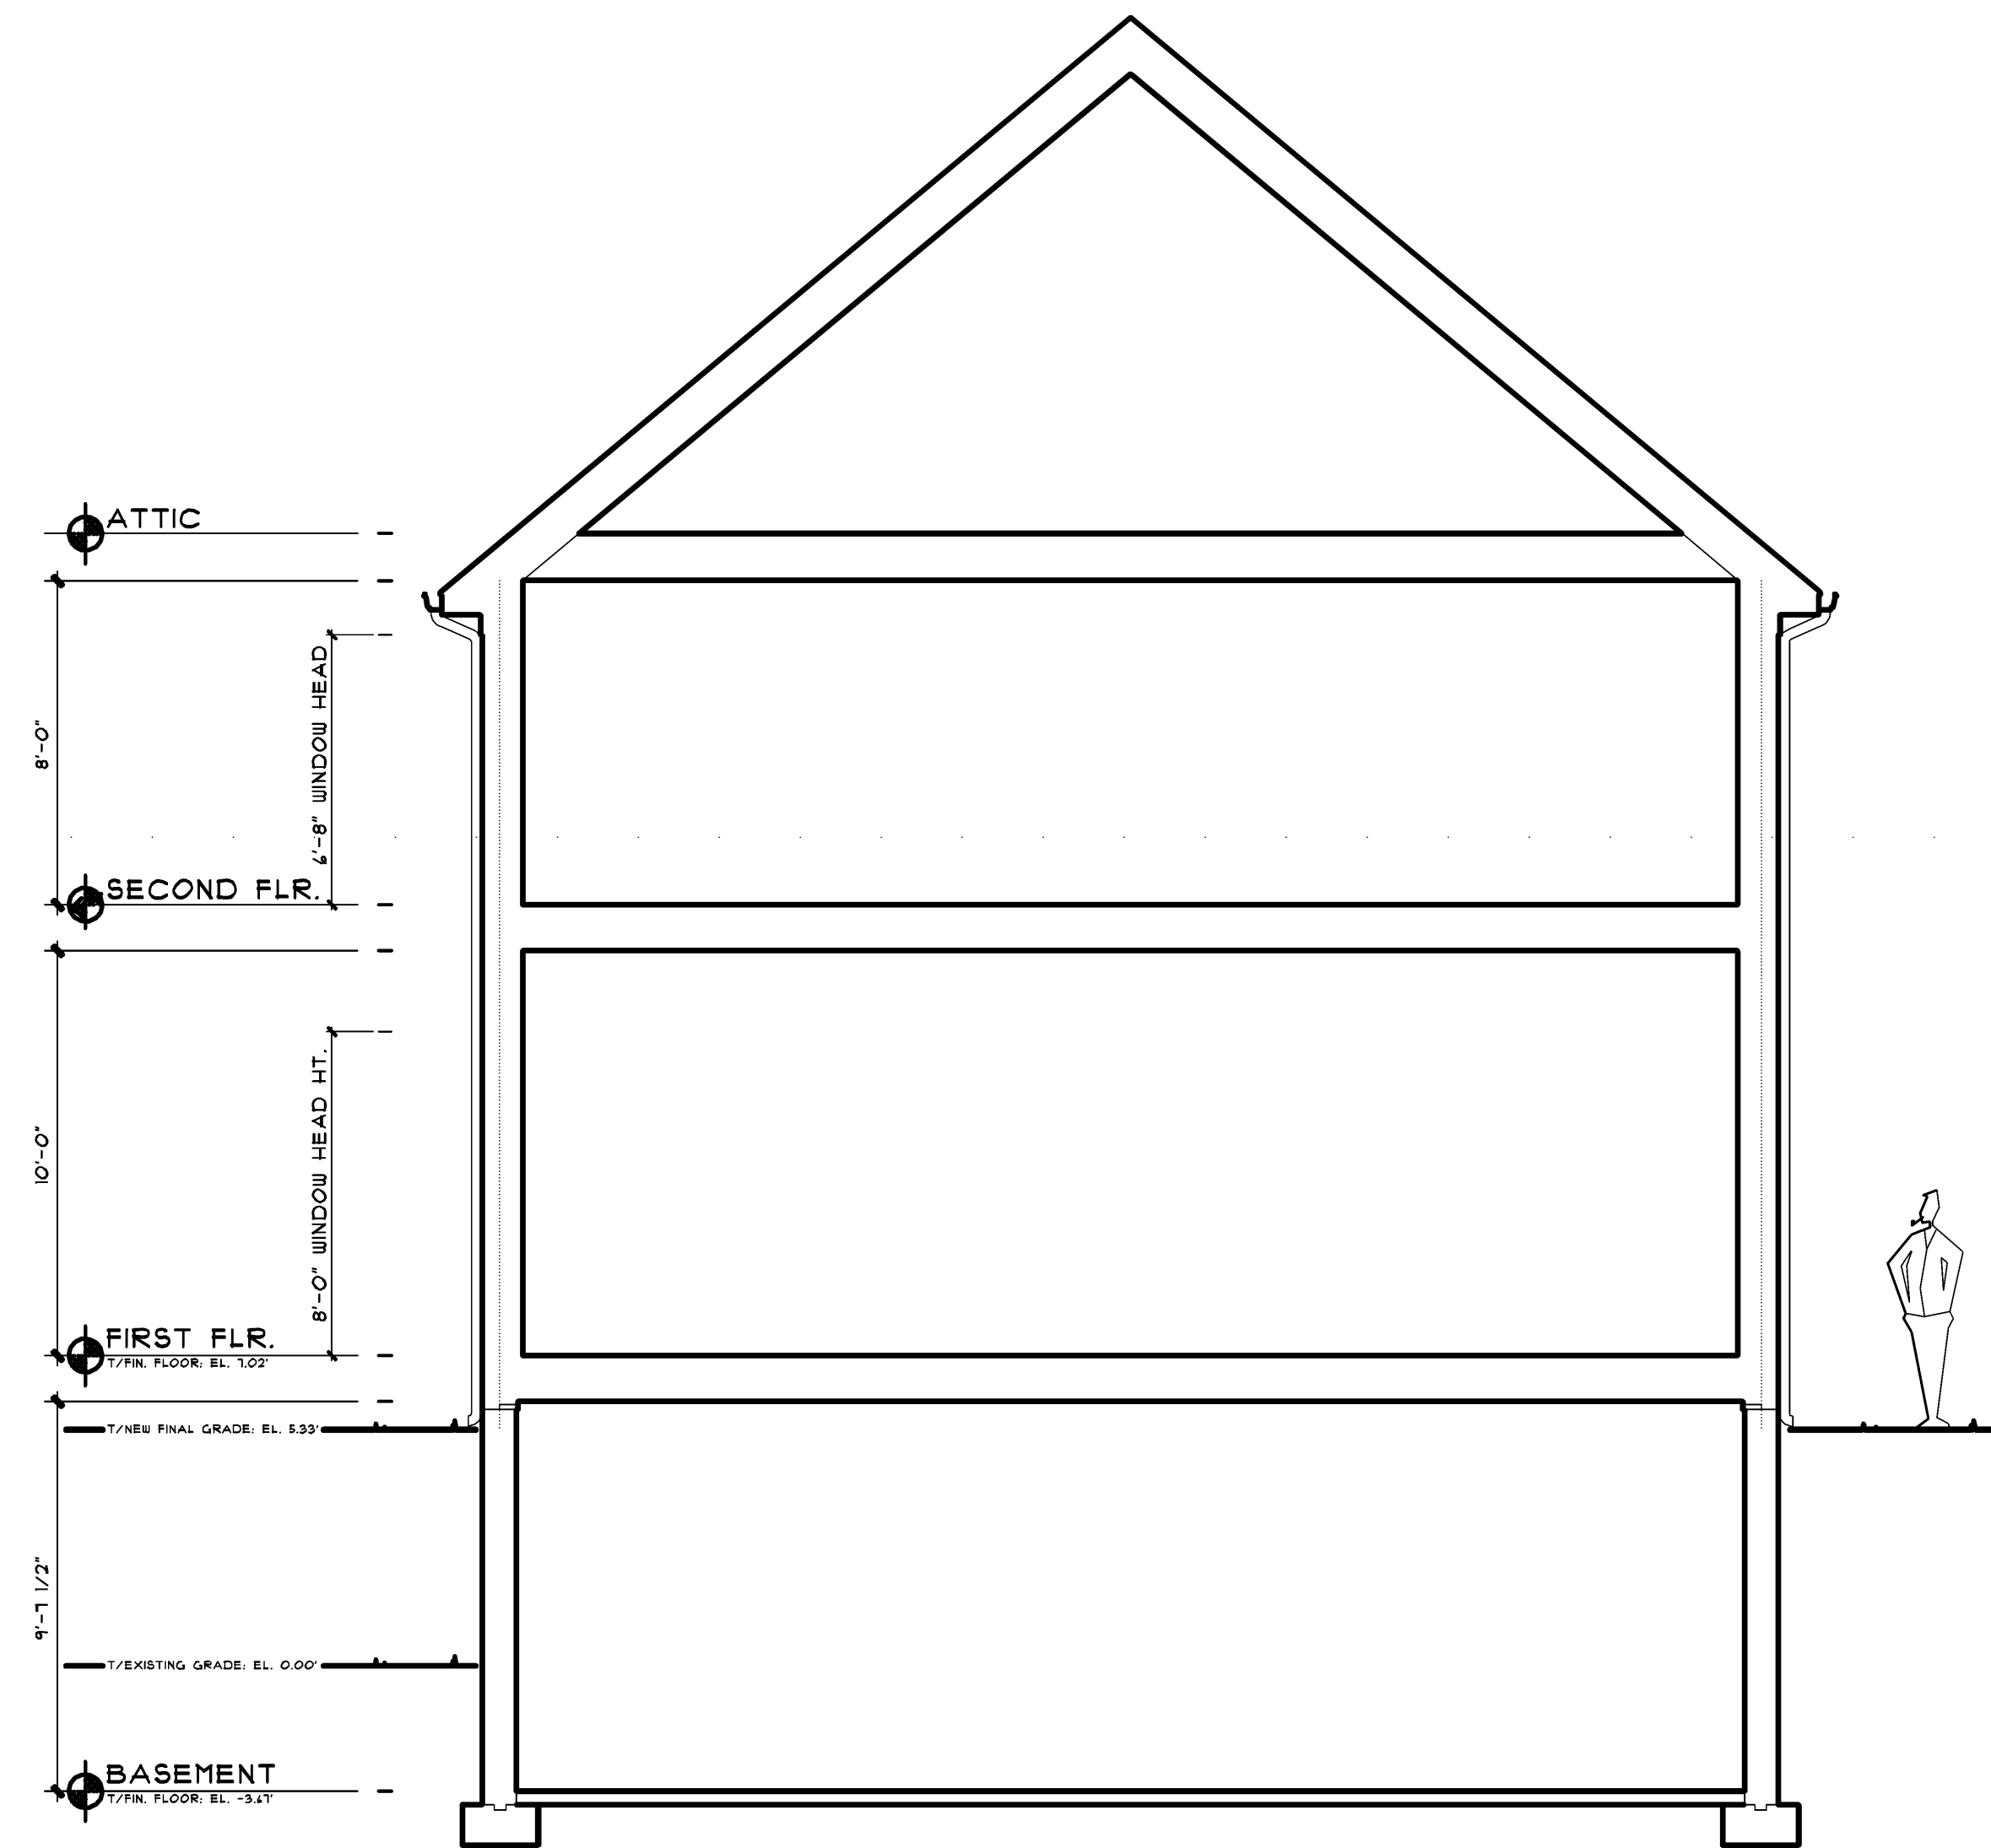 ATTIC
8'-0"
6'-8" WINDOW HEAD
SECOND FLR.
10'-0"
8'-0" WINDOW HEAD HT.
FIRST FLR.
T/FIN. FLOOR: EL. 7.02'
T/NEW FINAL GRADE: EL. 5.33'
9'-7 1/2"
T/EXISTING GRADE: EL. 0.00'
BASEMENT
T/FIN. FLOOR: EL. -3.67'